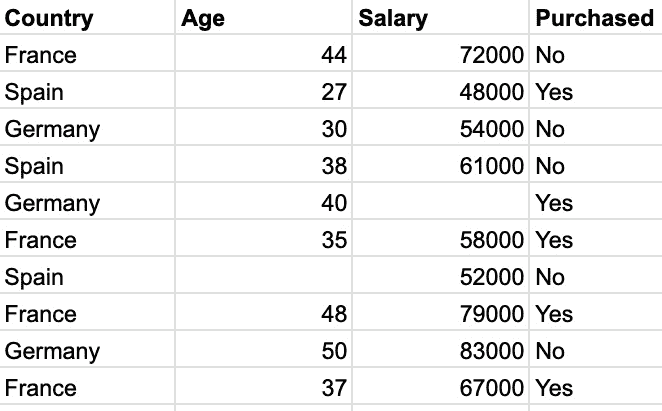 Country Age Salary Purchased
France 44 72000 No
Spain 27 48000 Yes
Germany 30 54000 No
Spain 38 61000 No
Germany 40 Yes
France 35 58000 Yes
Spain 52000 No
France 48 79000 Yes
Germany 50 83000 No
France 37 67000 Yes